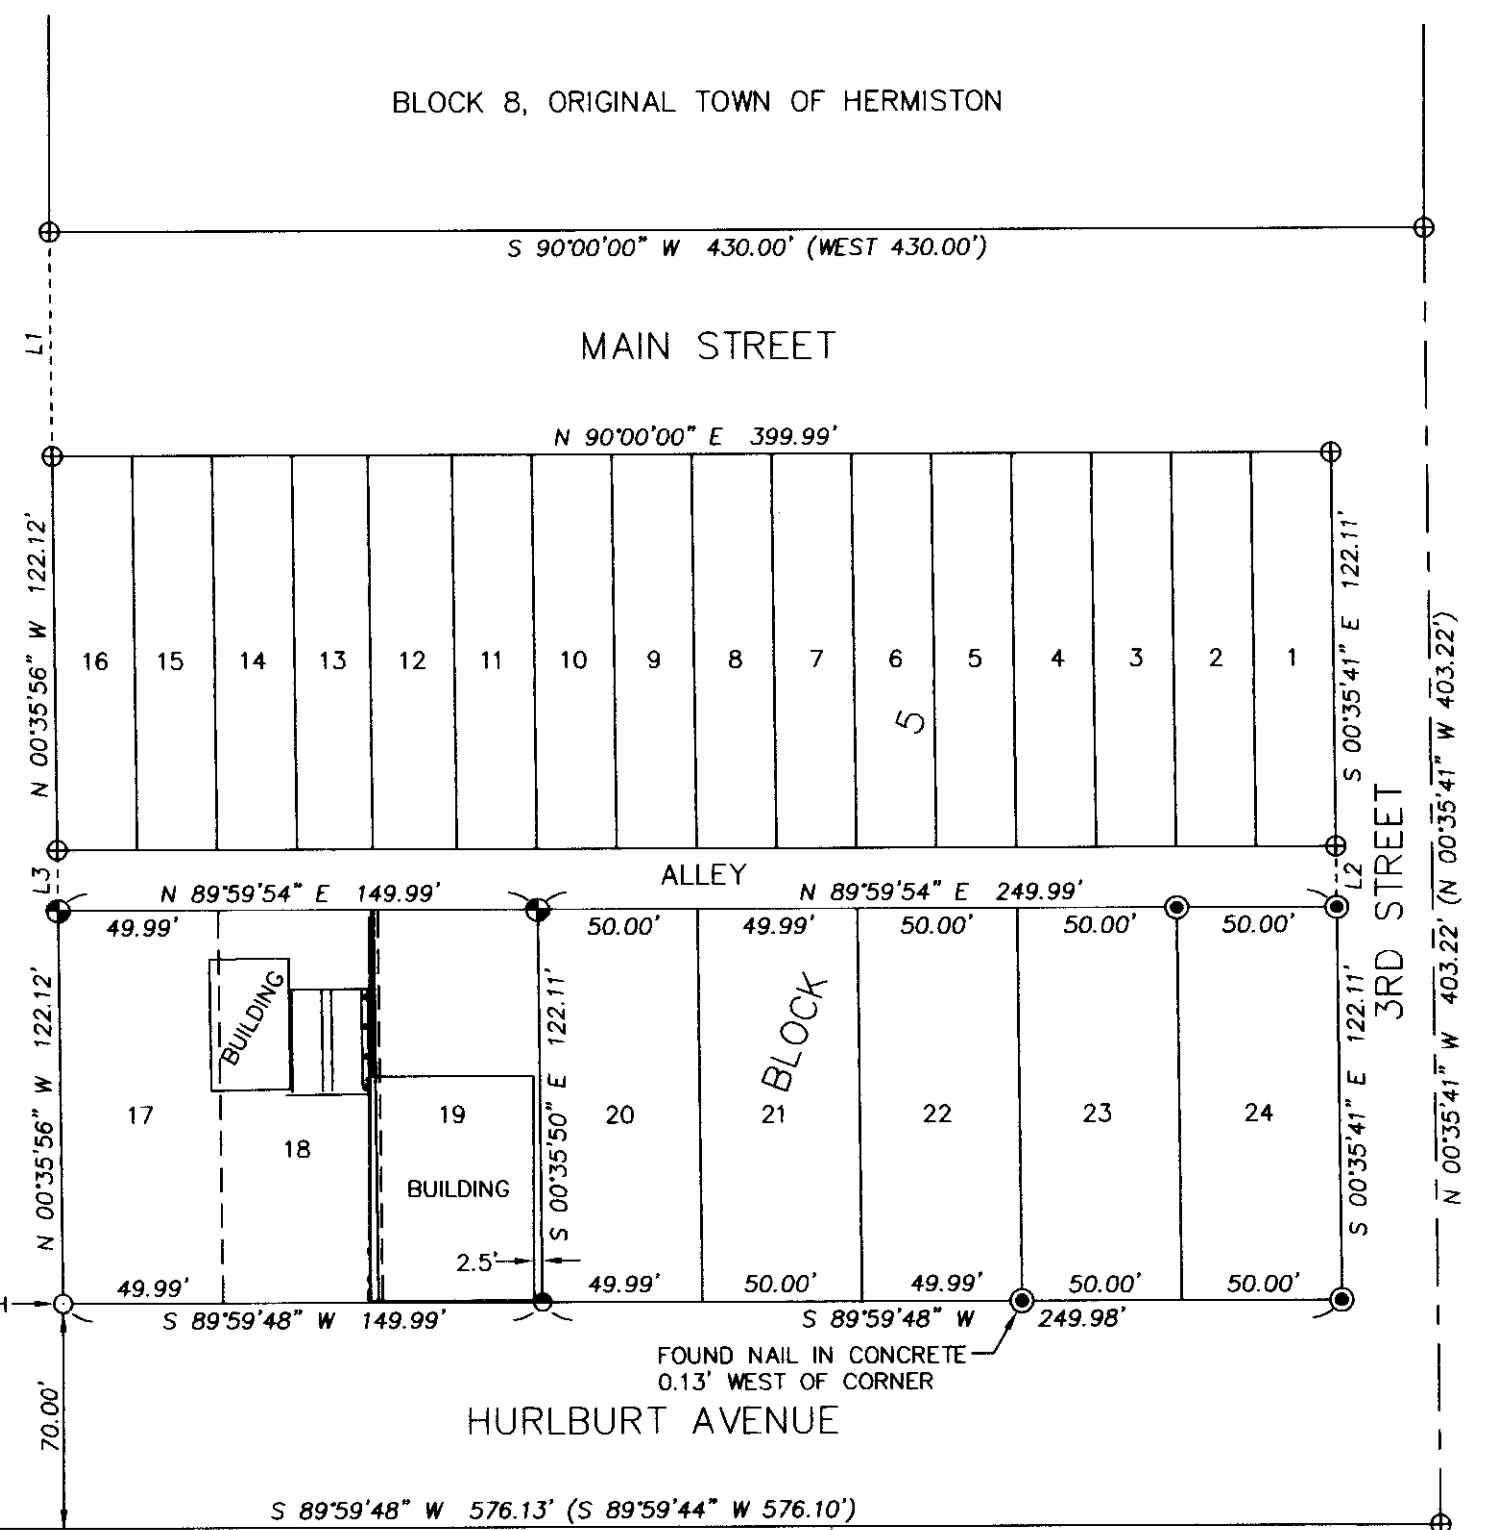 BLOCK 8, ORIGINAL TOWN OF HERMISTON
S 90°00'00" W 430.00' (WEST 430.00')
L1
MAIN STREET
N 90°00'00" E 399.99'
N 00°35'56" W 122.12'
16 15 14 13 12 11 10 9 8 7 6 5 4 3 2 1
S 00°35'41" E 122.11'
N 00°35'41" W 403.22' (N 00°35'41" W 403.22')
5
3RD STREET
L3
ALLEY
L2
N 89°59'54" E 149.99'
N 89°59'54" E 249.99'
49.99'
50.00' 49.99' 50.00' 50.00' 50.00'
N 00°35'56" W 122.12'
BUILDING
S 00°35'50" E 122.11'
BLOCK
S 00°35'41" E 122.11'
17 18 19 20 21 22 23 24
BUILDING
2.5'
49.99'
49.99' 50.00' 49.99' 50.00' 50.00'
S 89°59'48" W 149.99'
S 89°59'48" W 249.98'
FOUND NAIL IN CONCRETE
0.13' WEST OF CORNER
70.00'
HURLBURT AVENUE
S 89°59'48" W 576.13' (S 89°59'44" W 576.10')